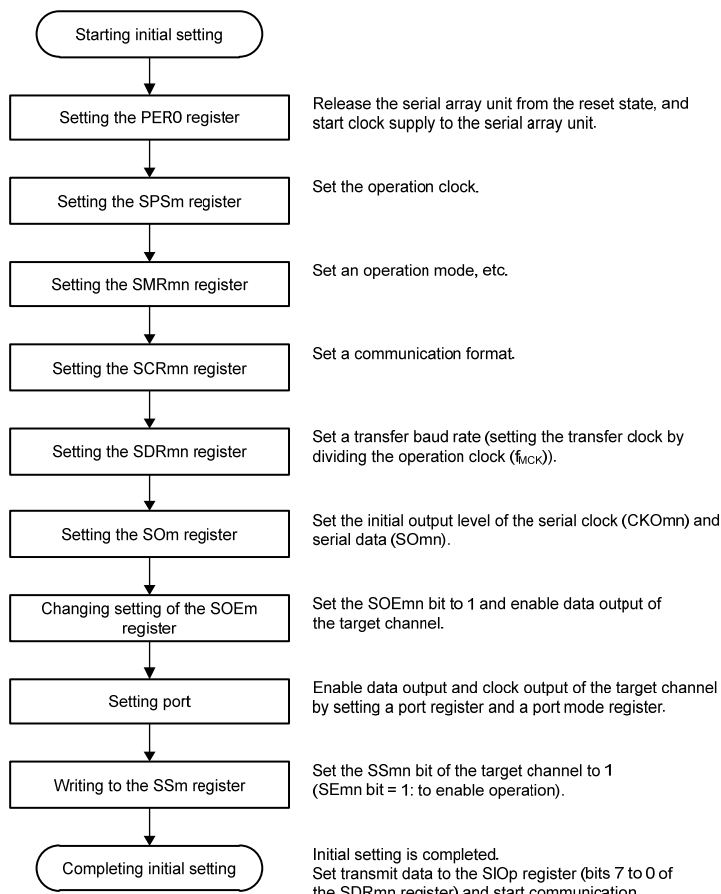 Starting initial setting
Setting the PER0 register
Release the serial array unit from the reset state, and
start clock supply to the serial array unit.
Setting the SPSm register
Set the operation clock.
Setting the SMRmn register
Set an operation mode, etc.
Setting the SCRmn register
Set a communication format.
Setting the SDRmn register
Set a transfer baud rate (setting the transfer clock by
dividing the operation clock (fMCK)).
Setting the SOm register
Set the initial output level of the serial clock (CKOmn) and
serial data (SOmn).
Changing setting of the SOEm
register
Set the SOEmn bit to 1 and enable data output of
the target channel.
Setting port
Enable data output and clock output of the target channel
by setting a port register and a port mode register.
Writing to the SSm register
Set the SSmn bit of the target channel to 1
(SEmn bit = 1: to enable operation).
Completing initial setting
Initial setting is completed.
Set transmit data to the SIOp register (bits 7 to 0 of
the SDRmn register) and start communication.